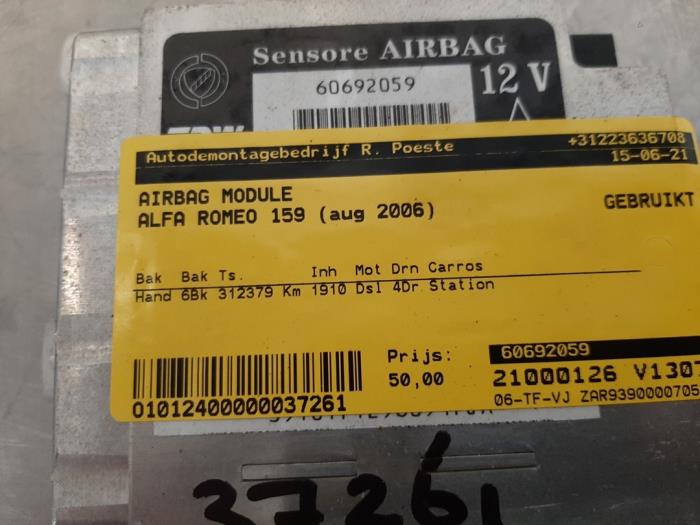 Sensore AIRBAG
60692059
12 V
Autodemontagebedrijf R. Poeste
+31223636708
15-06-21
AIRBAG MODULE
ALFA ROMEO 159 (aug 2006)
GEBRUIKT
Bak Bak Ts. Inh Mot Drn Carros
Hand 6Bk 312379 Km 1910 Dsl 4Dr Station
Prijs:
50,00
60692059
21000126 V1307
06-TF-VJ ZAR9390000705
01012400000037261
37261